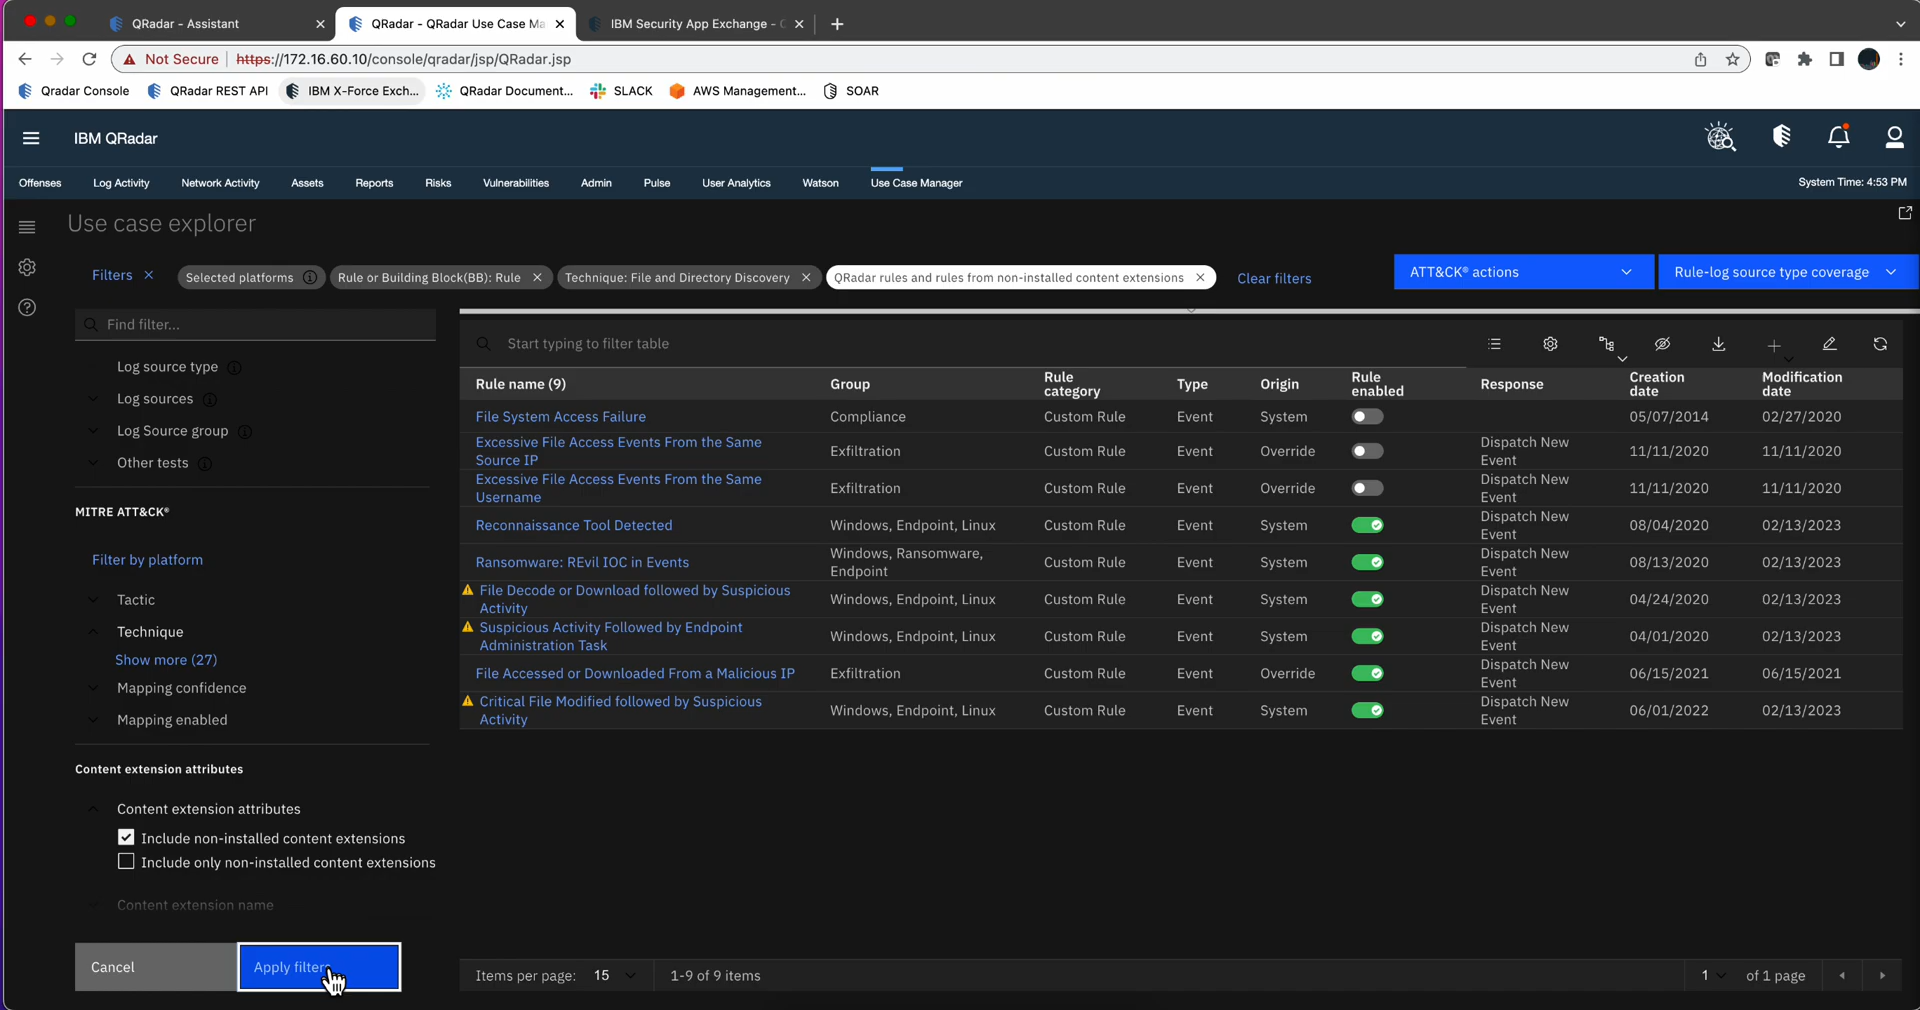 QRadar - Assistant
QRadar - QRadar Use Case Ma
IBM Security App Exchange -
Not Secure
https://172.16.60.10/console/qradar/jsp/QRadar.jsp
Qradar Console
QRadar REST API
IBM X-Force Exch...
QRadar Document...
SLACK
AWS Management...
SOAR
IBM QRadar
Offenses
Log Activity
Network Activity
Assets
Reports
Risks
Vulnerabilities
Admin
Pulse
User Analytics
Watson
Use Case Manager
System Time: 4:53 PM
Use case explorer
Filters
Selected platforms
Rule or Building Block(BB): Rule
Technique: File and Directory Discovery
QRadar rules and rules from non-installed content extensions
Clear filters
ATT&CK® actions
Rule-log source type coverage
Find filter...
Log source type
Log sources
Log Source group
Other tests
MITRE ATT&CK®
Filter by platform
Tactic
Technique
Show more (27)
Mapping confidence
Mapping enabled
Content extension attributes
Content extension attributes
Include non-installed content extensions
Include only non-installed content extensions
Content extension name
Cancel
Apply filters
Start typing to filter table
Rule name (9)
Group
Rule
category
Type
Origin
Rule
enabled
Response
Creation
date
Modification
date
File System Access Failure
Compliance
Custom Rule
Event
System
05/07/2014
02/27/2020
Excessive File Access Events From the Same
Source IP
Exfiltration
Custom Rule
Event
Override
Dispatch New
Event
11/11/2020
11/11/2020
Excessive File Access Events From the Same
Username
Exfiltration
Custom Rule
Event
Override
Dispatch New
Event
11/11/2020
11/11/2020
Reconnaissance Tool Detected
Windows, Endpoint, Linux
Custom Rule
Event
System
Dispatch New
Event
08/04/2020
02/13/2023
Ransomware: REvil IOC in Events
Windows, Ransomware,
Endpoint
Custom Rule
Event
System
Dispatch New
Event
08/13/2020
02/13/2023
File Decode or Download followed by Suspicious
Activity
Windows, Endpoint, Linux
Custom Rule
Event
System
Dispatch New
Event
04/24/2020
02/13/2023
Suspicious Activity Followed by Endpoint
Administration Task
Windows, Endpoint, Linux
Custom Rule
Event
System
Dispatch New
Event
04/01/2020
02/13/2023
File Accessed or Downloaded From a Malicious IP
Exfiltration
Custom Rule
Event
Override
Dispatch New
Event
06/15/2021
06/15/2021
Critical File Modified followed by Suspicious
Activity
Windows, Endpoint, Linux
Custom Rule
Event
System
Dispatch New
Event
06/01/2022
02/13/2023
Items per page: 15
1-9 of 9 items
1
of 1 page